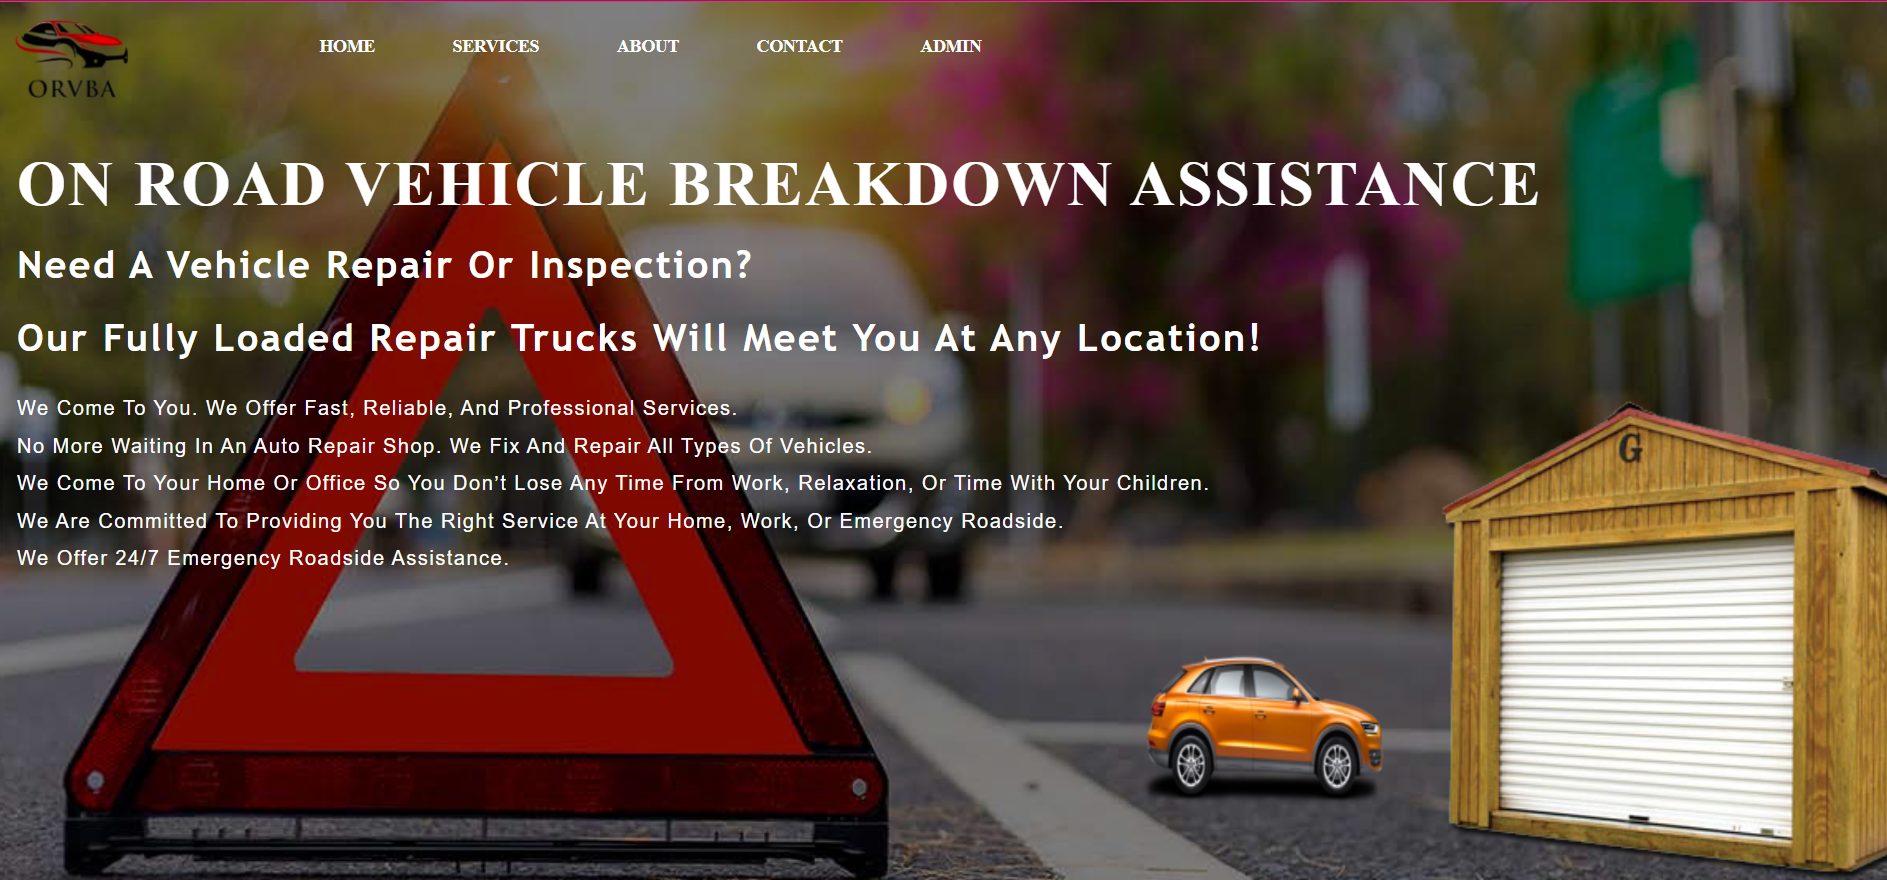 ORVBA
HOME SERVICES ABOUT CONTACT ADMIN
ON ROAD VEHICLE BREAKDOWN ASSISTANCE
Need A Vehicle Repair Or Inspection?
Our Fully Loaded Repair Trucks Will Meet You At Any Location!
We Come To You. We Offer Fast, Reliable, And Professional Services.
No More Waiting In An Auto Repair Shop. We Fix And Repair All Types Of Vehicles.
We Come To Your Home Or Office So You Don’t Lose Any Time From Work, Relaxation, Or Time With Your Children.
We Are Committed To Providing You The Right Service At Your Home, Work, Or Emergency Roadside.
We Offer 24/7 Emergency Roadside Assistance.
G